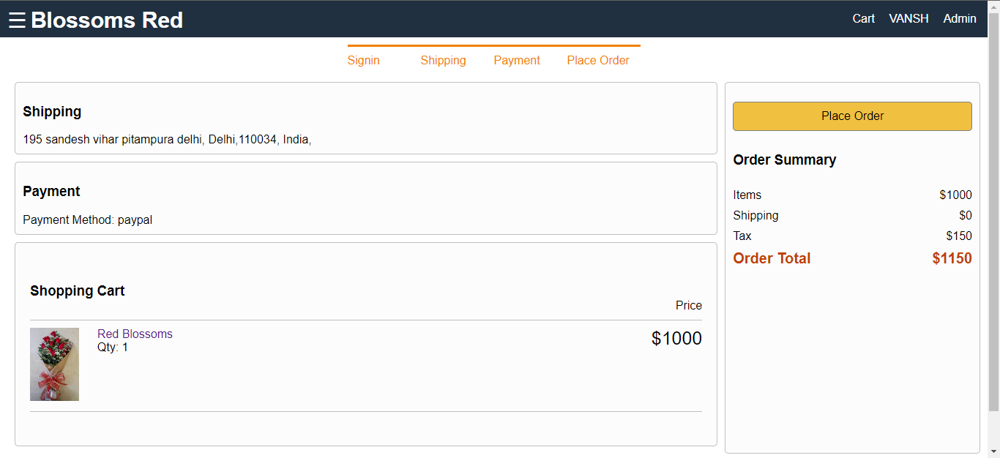 ☰ Blossoms Red
Cart VANSH Admin
Signin Shipping Payment Place Order
Shipping
195 sandesh vihar pitampura delhi, Delhi,110034, India,
Payment
Payment Method: paypal
Shopping Cart
Price
Red Blossoms
Qty: 1
$1000
Place Order
Order Summary
Items $1000
Shipping $0
Tax $150
Order Total $1150